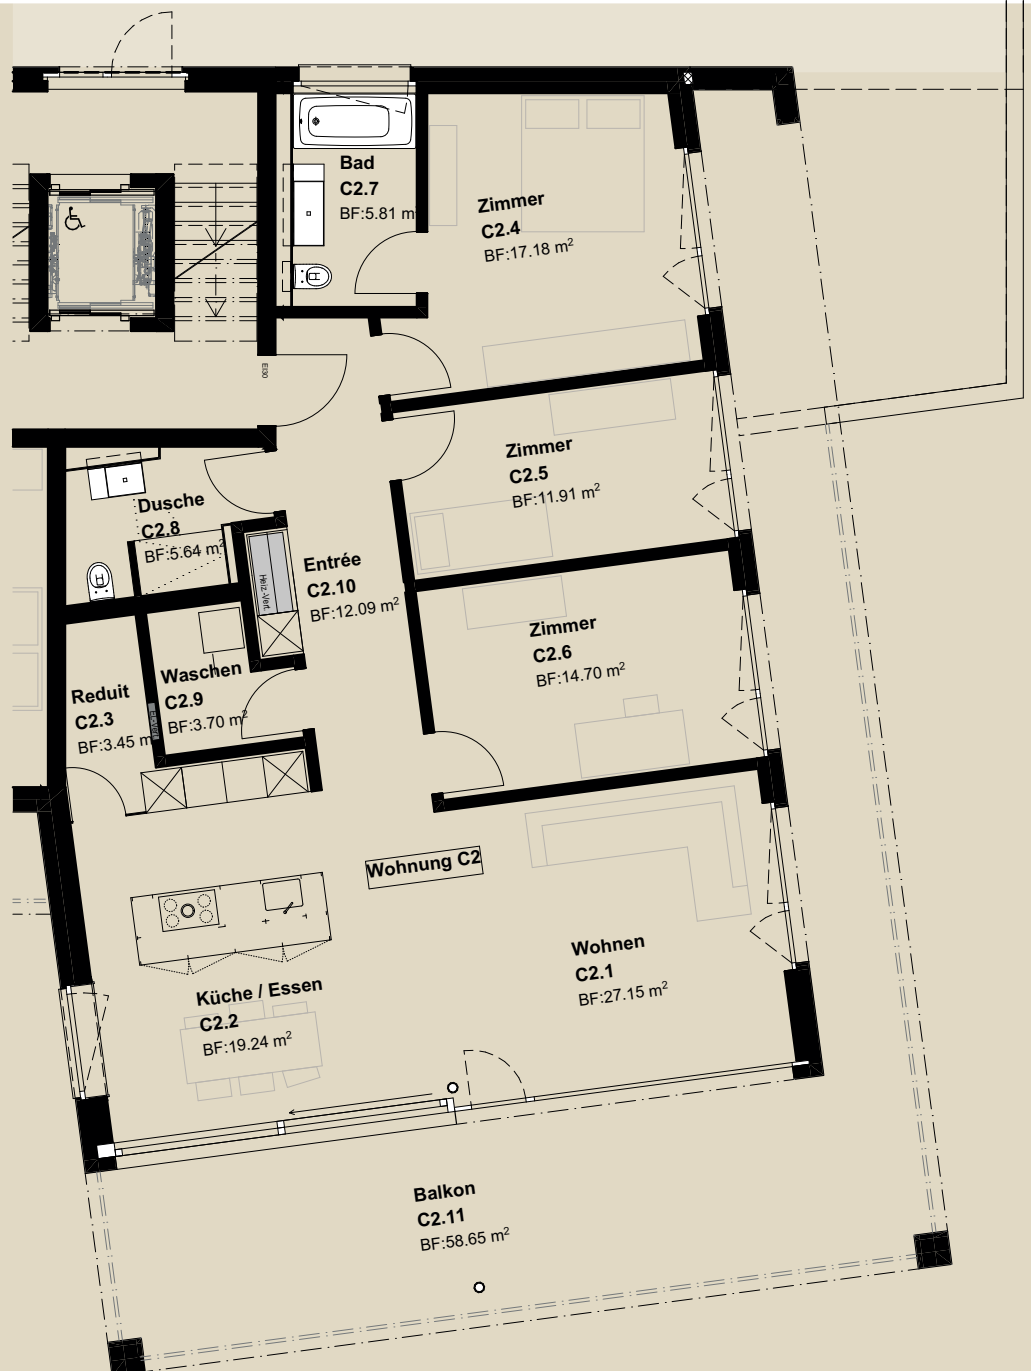 Bad
C2.7
BF:5.81 m
Zimmer
C2.4
BF:17.18 m²
EI30
Zimmer
C2.5
BF:11.91 m²
Dusche
C2.8
BF:5.64 m²
Entrée
C2.10
BF:12.09 m²
Heiz.-Vert.
Zimmer
C2.6
BF:14.70 m²
Waschen
C2.9
BF:3.70 m²
Reduit
C2.3
BF:3.45 m
Wohnung C2
Wohnen
C2.1
BF:27.15 m²
Küche / Essen
C2.2
BF:19.24 m²
Balkon
C2.11
BF:58.65 m²